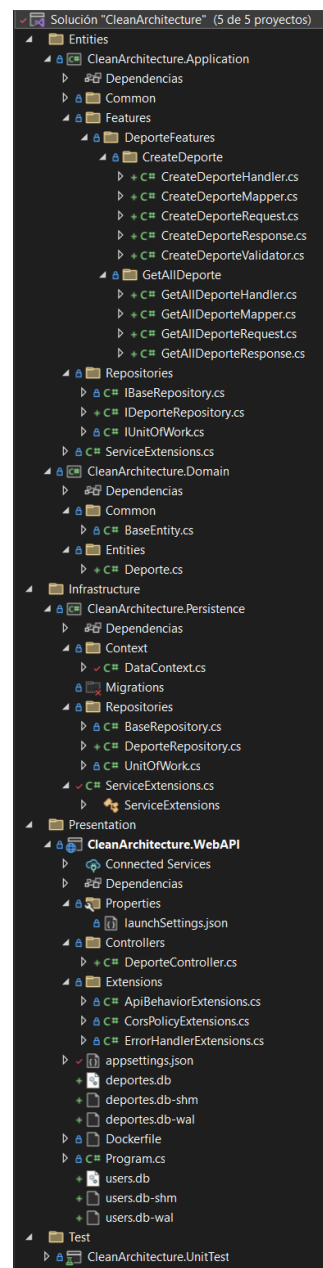 Solución "CleanArchitecture" (5 de 5 proyectos)
Entities
CleanArchitecture.Application
Dependencias
Common
Features
DeporteFeatures
CreateDeporte
CreateDeporteHandler.cs
CreateDeporteMapper.cs
CreateDeporteRequest.cs
CreateDeporteResponse.cs
CreateDeporteValidator.cs
GetAllDeporte
GetAllDeporteHandler.cs
GetAllDeporteMapper.cs
GetAllDeporteRequest.cs
GetAllDeporteResponse.cs
Repositories
IBaseRepository.cs
IDeporteRepository.cs
IUnitOfWork.cs
ServiceExtensions.cs
CleanArchitecture.Domain
Dependencias
Common
BaseEntity.cs
Entities
Deporte.cs
Infrastructure
CleanArchitecture.Persistence
Dependencias
Context
DataContext.cs
Migrations
Repositories
BaseRepository.cs
DeporteRepository.cs
UnitOfWork.cs
ServiceExtensions.cs
ServiceExtensions
Presentation
CleanArchitecture.WebAPI
Connected Services
Dependencias
Properties
launchSettings.json
Controllers
DeporteController.cs
Extensions
ApiBehaviorExtensions.cs
CorsPolicyExtensions.cs
ErrorHandlerExtensions.cs
appsettings.json
deportes.db
deportes.db-shm
deportes.db-wal
Dockerfile
Program.cs
users.db
users.db-shm
users.db-wal
Test
CleanArchitecture.UnitTest